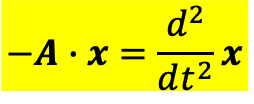 −A · x = d²/dt² x